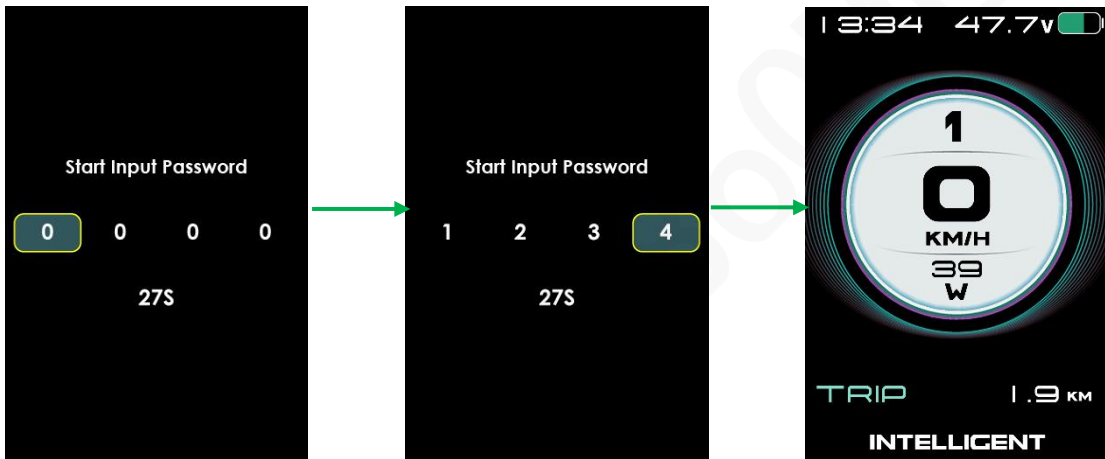 Start Input Password
0 0 0 0
27S
Start Input Password
1 2 3 4
27S
13:34 47.7V
1
0
KM/H
39
W
TRIP 1.9 KM
INTELLIGENT